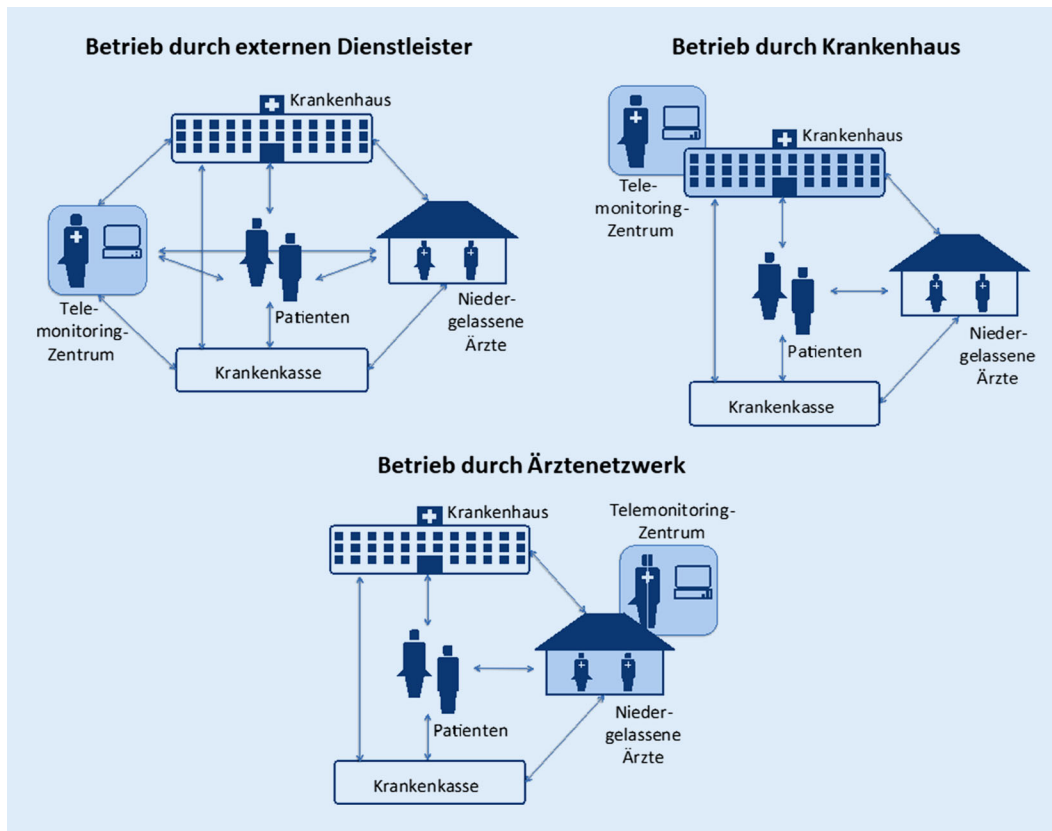 Betrieb durch externen Dienstleister
Krankenhaus
Tele-
monitoring-
Zentrum
Patienten
Nieder-
gelassene
Ärzte
Krankenkasse
Betrieb durch Krankenhaus
Krankenhaus
Tele-
monitoring-
Zentrum
Patienten
Nieder-
gelassene
Ärzte
Krankenkasse
Betrieb durch Ärztenetzwerk
Krankenhaus
Telemonitoring-
Zentrum
Patienten
Nieder-
gelassene
Ärzte
Krankenkasse